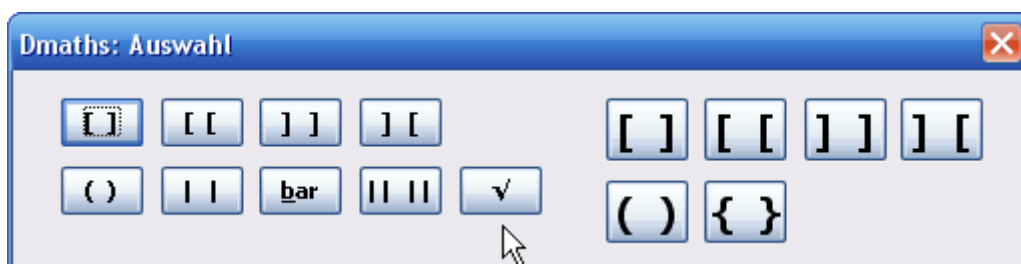 Dmaths: Auswahl
[ ] [ [ ] ] ] [
( ) | | bar || || √
[ ] [ [ ] ] ] [
( ) { }